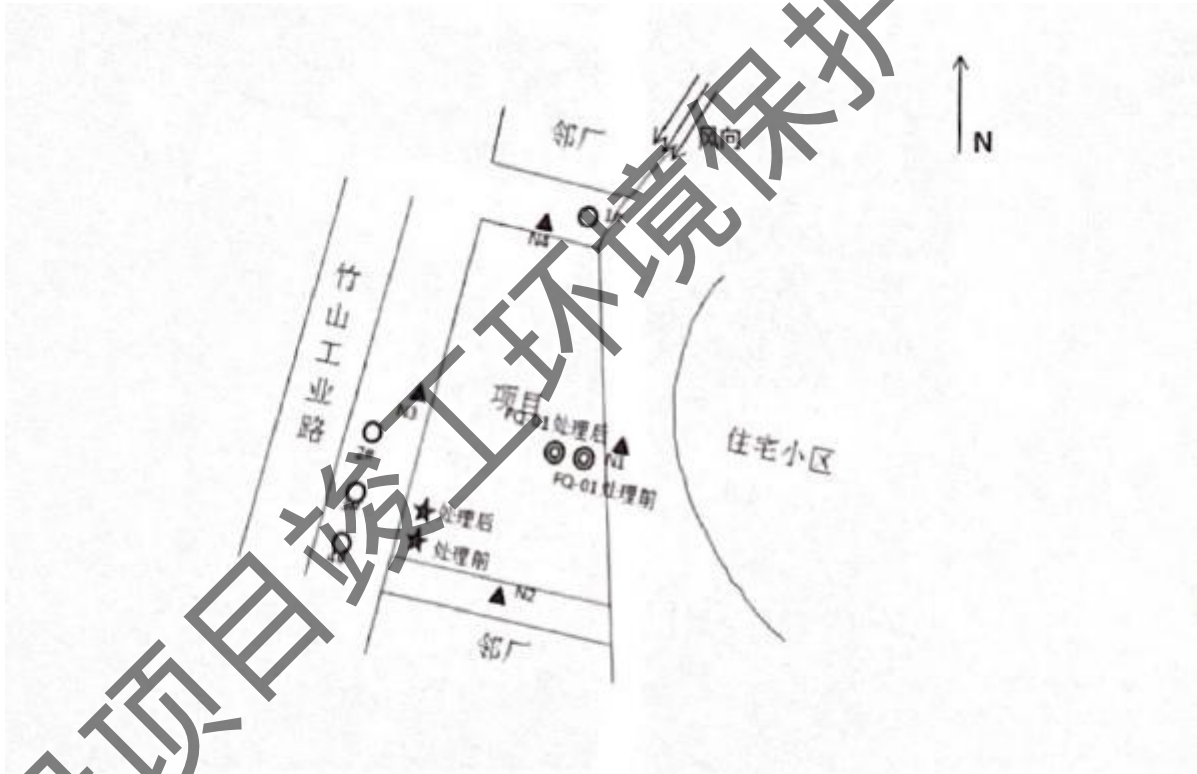 邻厂
风向
N
N4
竹山工业路
N3
项目
FQ-01处理后
N1
FQ-01处理前
住宅小区
处理后
处理前
N2
邻厂
项目竣工环境保护